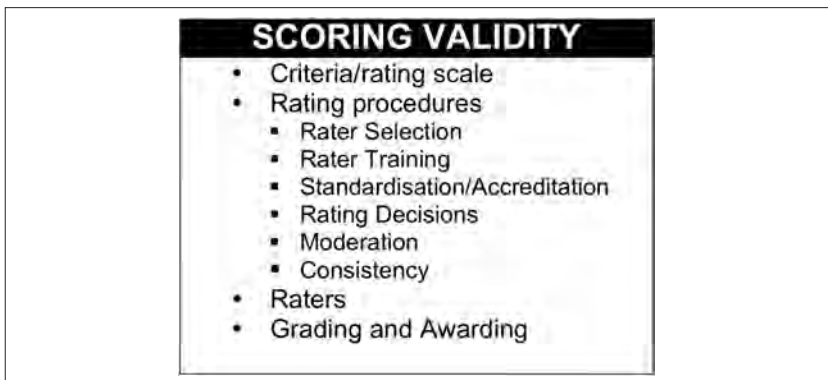 SCORING VALIDITY
• Criteria/rating scale
• Rating procedures
▪ Rater Selection
▪ Rater Training
▪ Standardisation/Accreditation
▪ Rating Decisions
▪ Moderation
▪ Consistency
• Raters
• Grading and Awarding